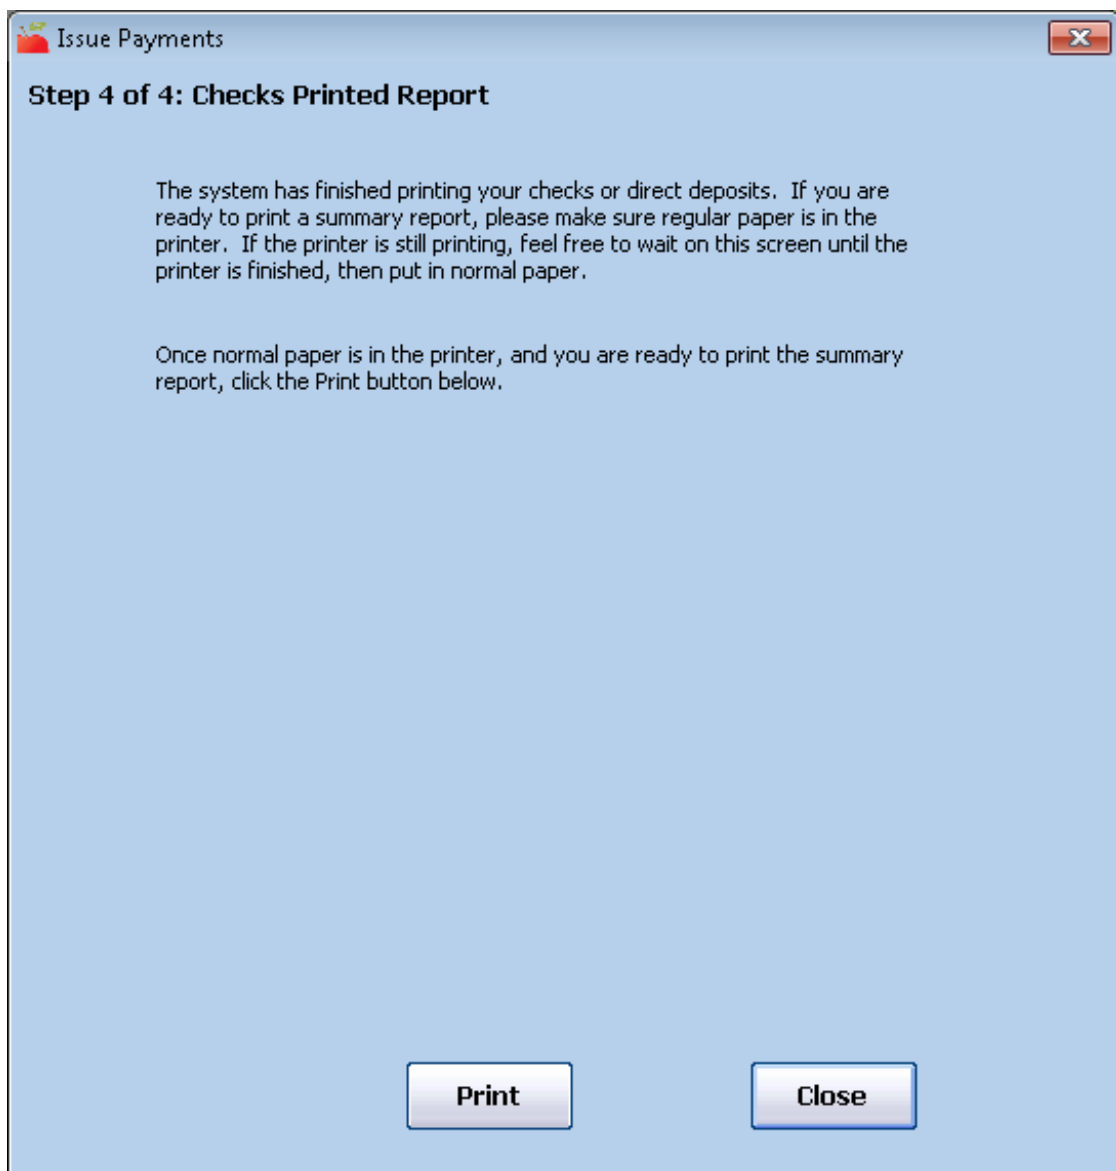 Issue Payments
Step 4 of 4: Checks Printed Report
The system has finished printing your checks or direct deposits.  If you are
ready to print a summary report, please make sure regular paper is in the
printer.  If the printer is still printing, feel free to wait on this screen until the
printer is finished, then put in normal paper.
Once normal paper is in the printer, and you are ready to print the summary
report, click the Print button below.
Print
Close